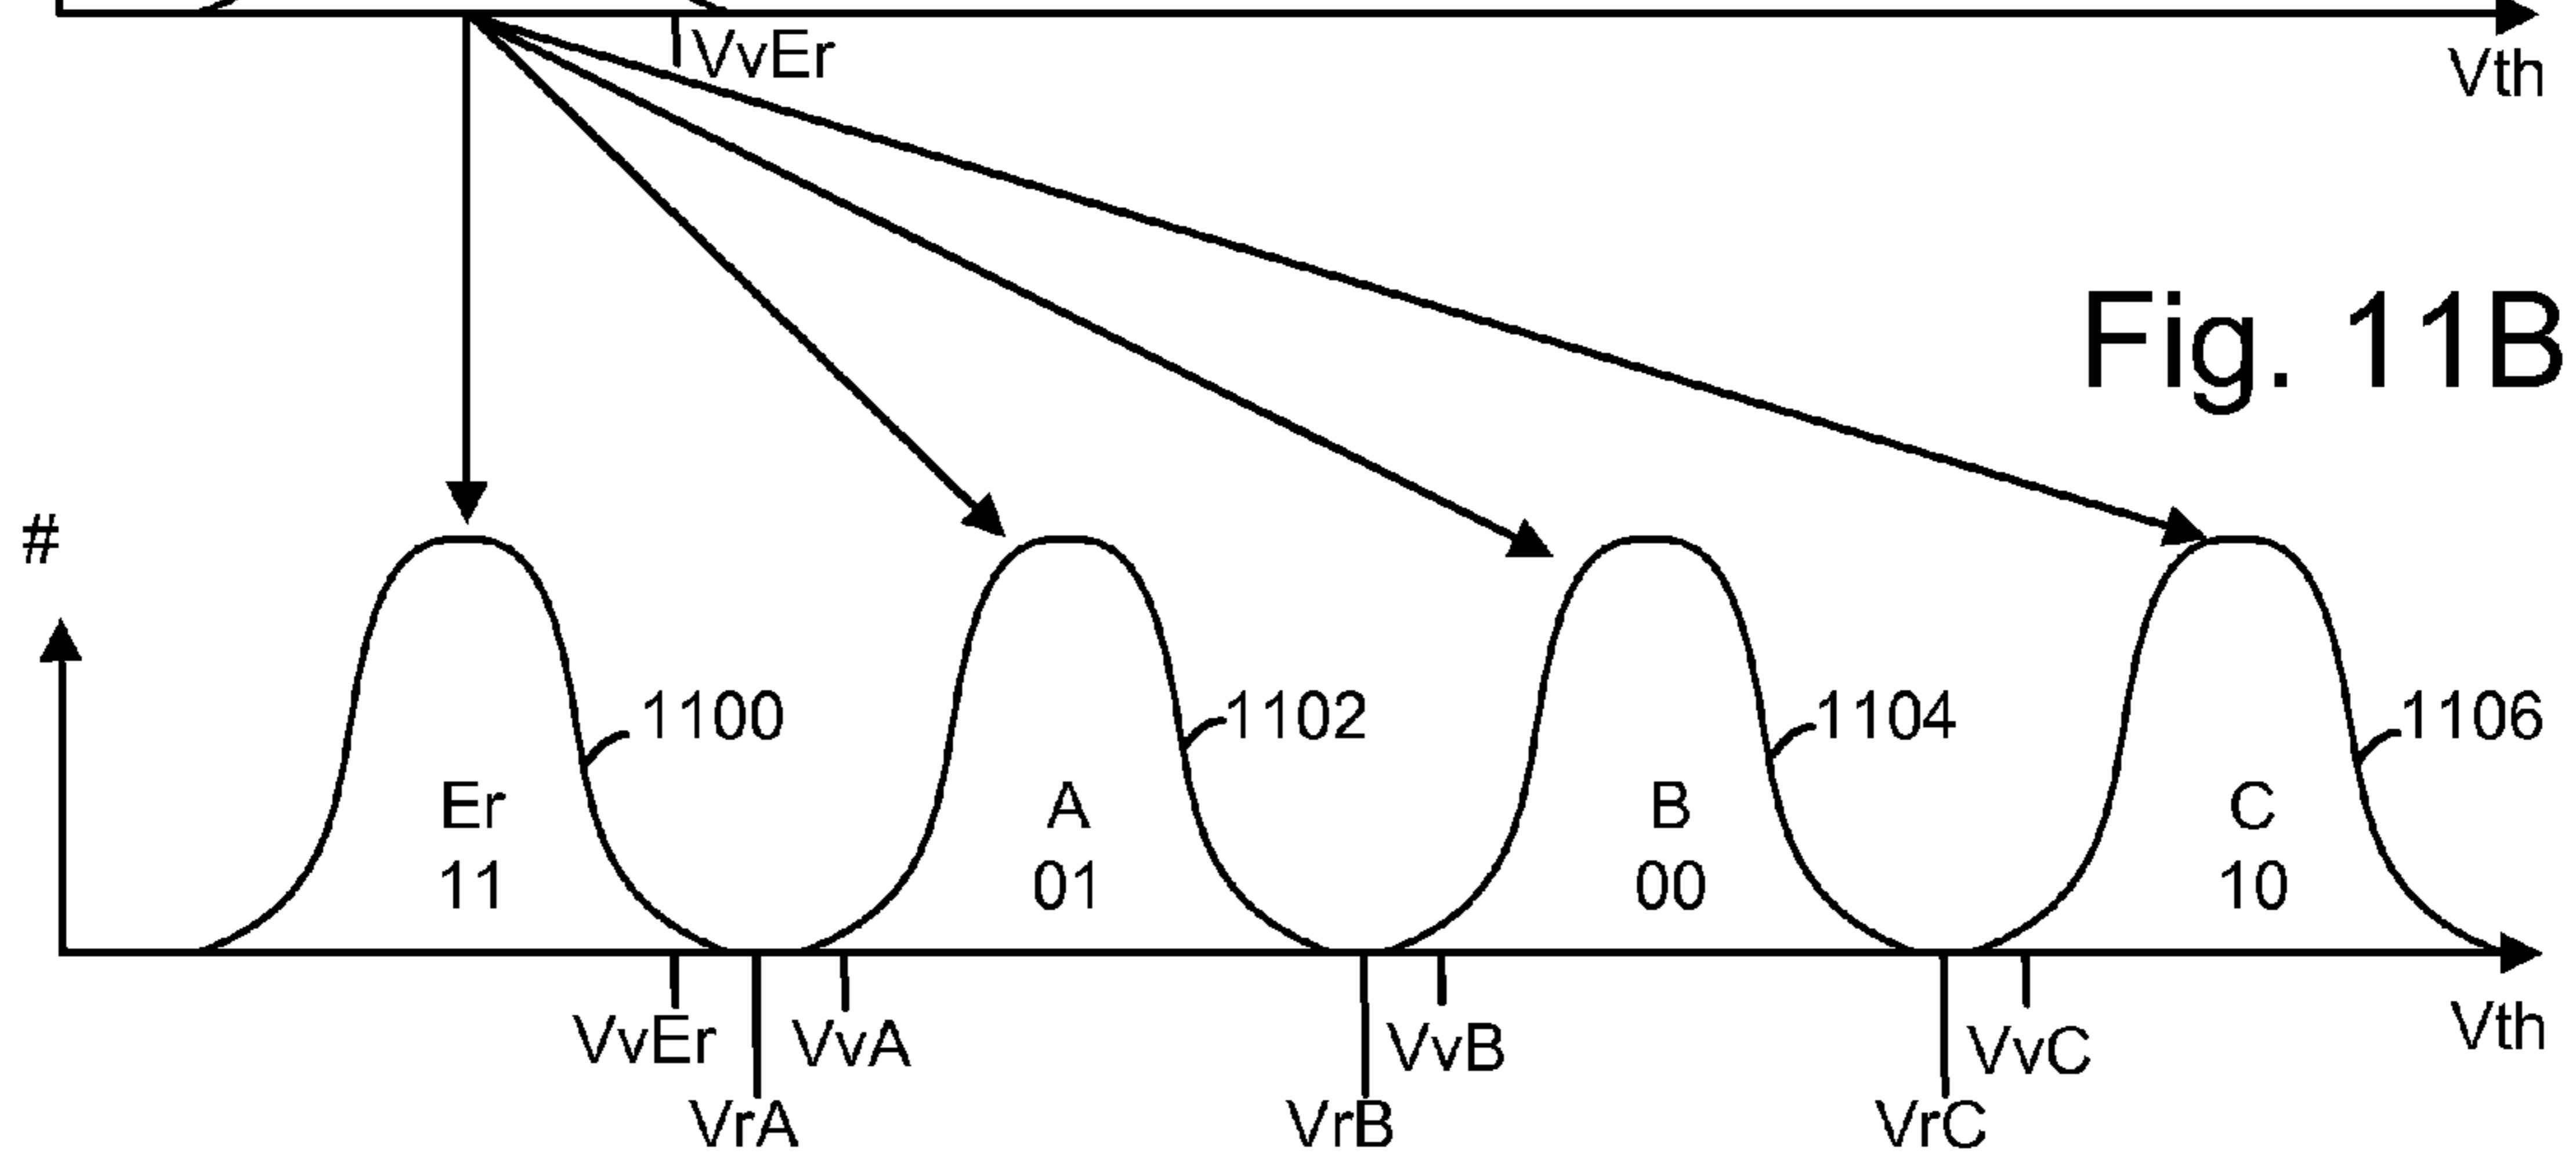 VvEr
Vth
Fig. 11B
#
1100
1102
1104
1106
Er
A
B
C
11
01
00
10
VvEr
VvA
VvB
VvC
Vth
VrA
VrB
VrC